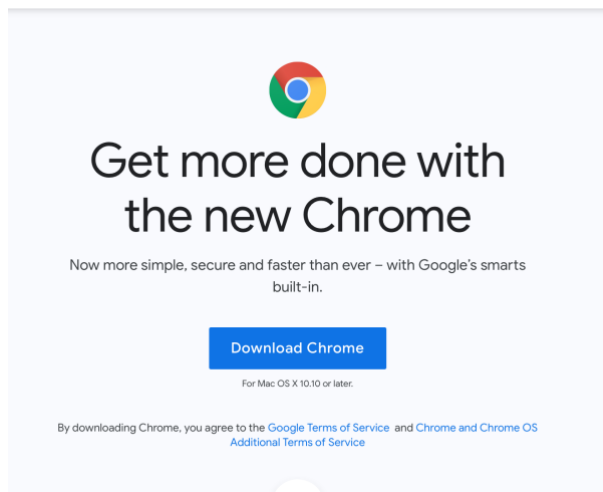 Get more done with
the new Chrome
Now more simple, secure and faster than ever – with Google's smarts
built-in.
Download Chrome
For Mac OS X 10.10 or later.
By downloading Chrome, you agree to the Google Terms of Service and Chrome and Chrome OS
Additional Terms of Service